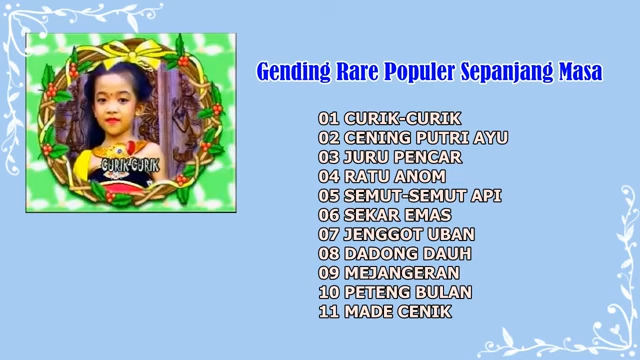 Gending Rare Populer Sepanjang Masa
CURIK-CURIK
01 CURIK-CURIK
02 CENING PUTRI AYU
03 JURU PENCAR
04 RATU ANOM
05 SEMUT-SEMUT API
06 SEKAR EMAS
07 JENGGOT UBAN
08 DADONG DAUH
09 MEJANGERAN
10 PETENG BULAN
11 MADE CENIK